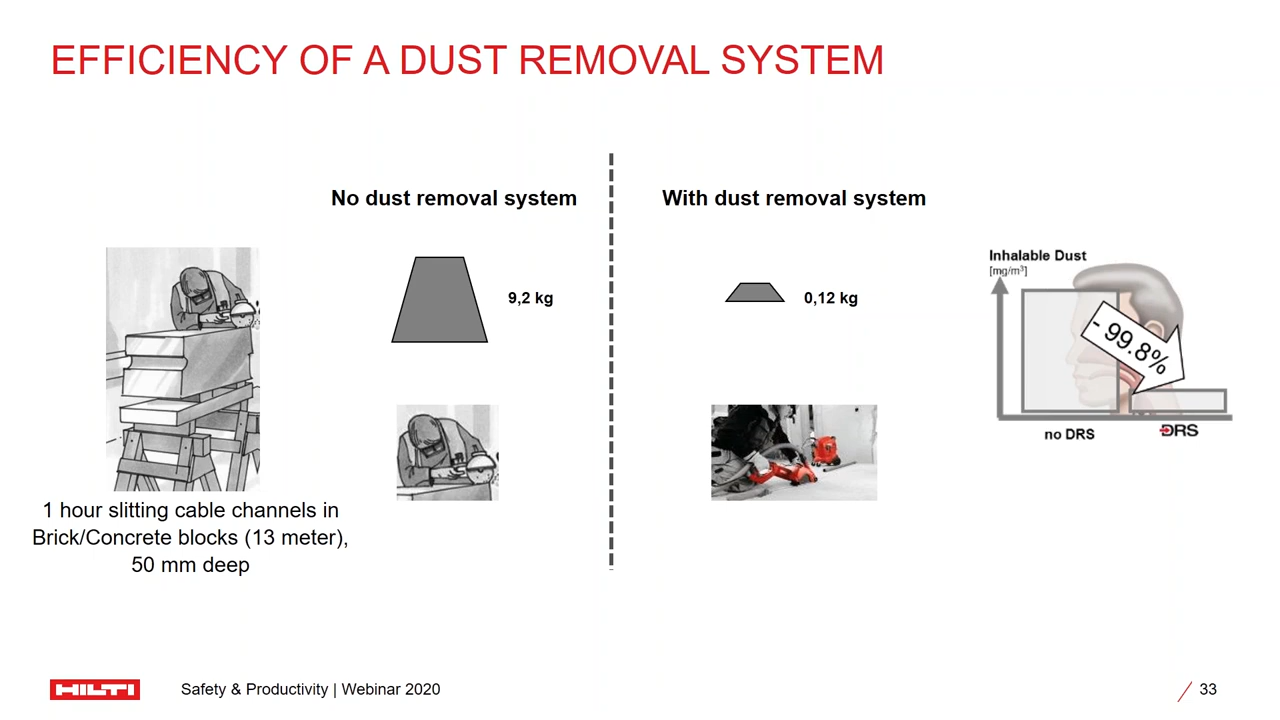 EFFICIENCY OF A DUST REMOVAL SYSTEM
No dust removal system
With dust removal system
9,2 kg
0,12 kg
Inhalable Dust
[mg/m³]
- 99.8%
no DRS
DRS
1 hour slitting cable channels in
Brick/Concrete blocks (13 meter),
50 mm deep
HILTI
Safety & Productivity | Webinar 2020
33